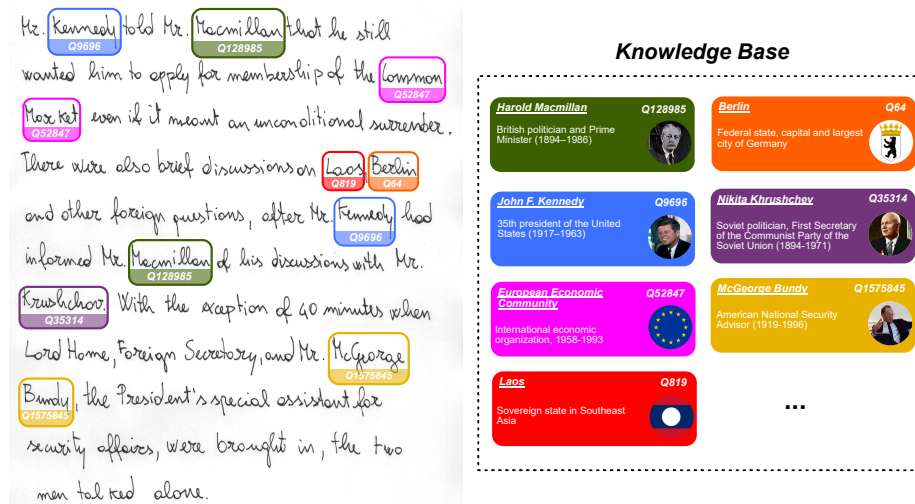 Mr. Kennedy told Mr. Macmillan that he still
Q9696
Q128985
wanted him to apply for membership of the Common
Q52847
Market even if it meant an unconditional surrender.
Q52847
There were also brief discussions on Laos, Berlin
Q819
Q64
and other foreign questions, after Mr. Kennedy had
Q9696
informed Mr. Macmillan of his discussions with Mr.
Q128985
Krushchov. With the exception of 40 minutes when
Q35314
Lord Home, Foreign Secretary, and Mr. McGeorge
Q1575845
Bundy, the President's special assistant for
Q1575845
security affairs, were brought in, the two
men talked alone.
Knowledge Base
Harold Macmillan Q128985
British politician and Prime
Minister (1894–1986)
Berlin Q64
Federal state, capital and largest
city of Germany
John F. Kennedy Q9696
35th president of the United
States (1917–1963)
Nikita Khrushchev Q35314
Soviet politician, First Secretary
of the Communist Party of the
Soviet Union (1894-1971)
European Economic
Community Q52847
International economic
organization, 1958-1993
McGeorge Bundy Q1575845
American National Security
Advisor (1919-1996)
Laos Q819
Sovereign state in Southeast
Asia
...